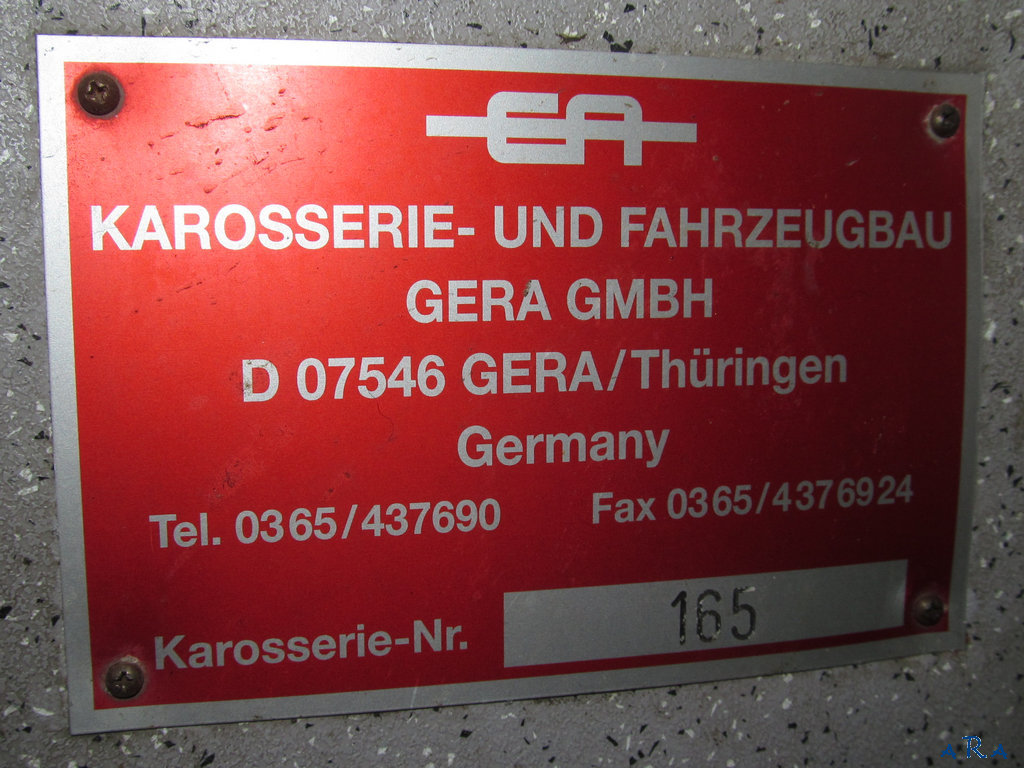 EA
KAROSSERIE- UND FAHRZEUGBAU
GERA GMBH
D 07546 GERA/Thüringen
Germany
Tel. 0365/437690 Fax 0365/4376924
Karosserie-Nr. 165
ARA